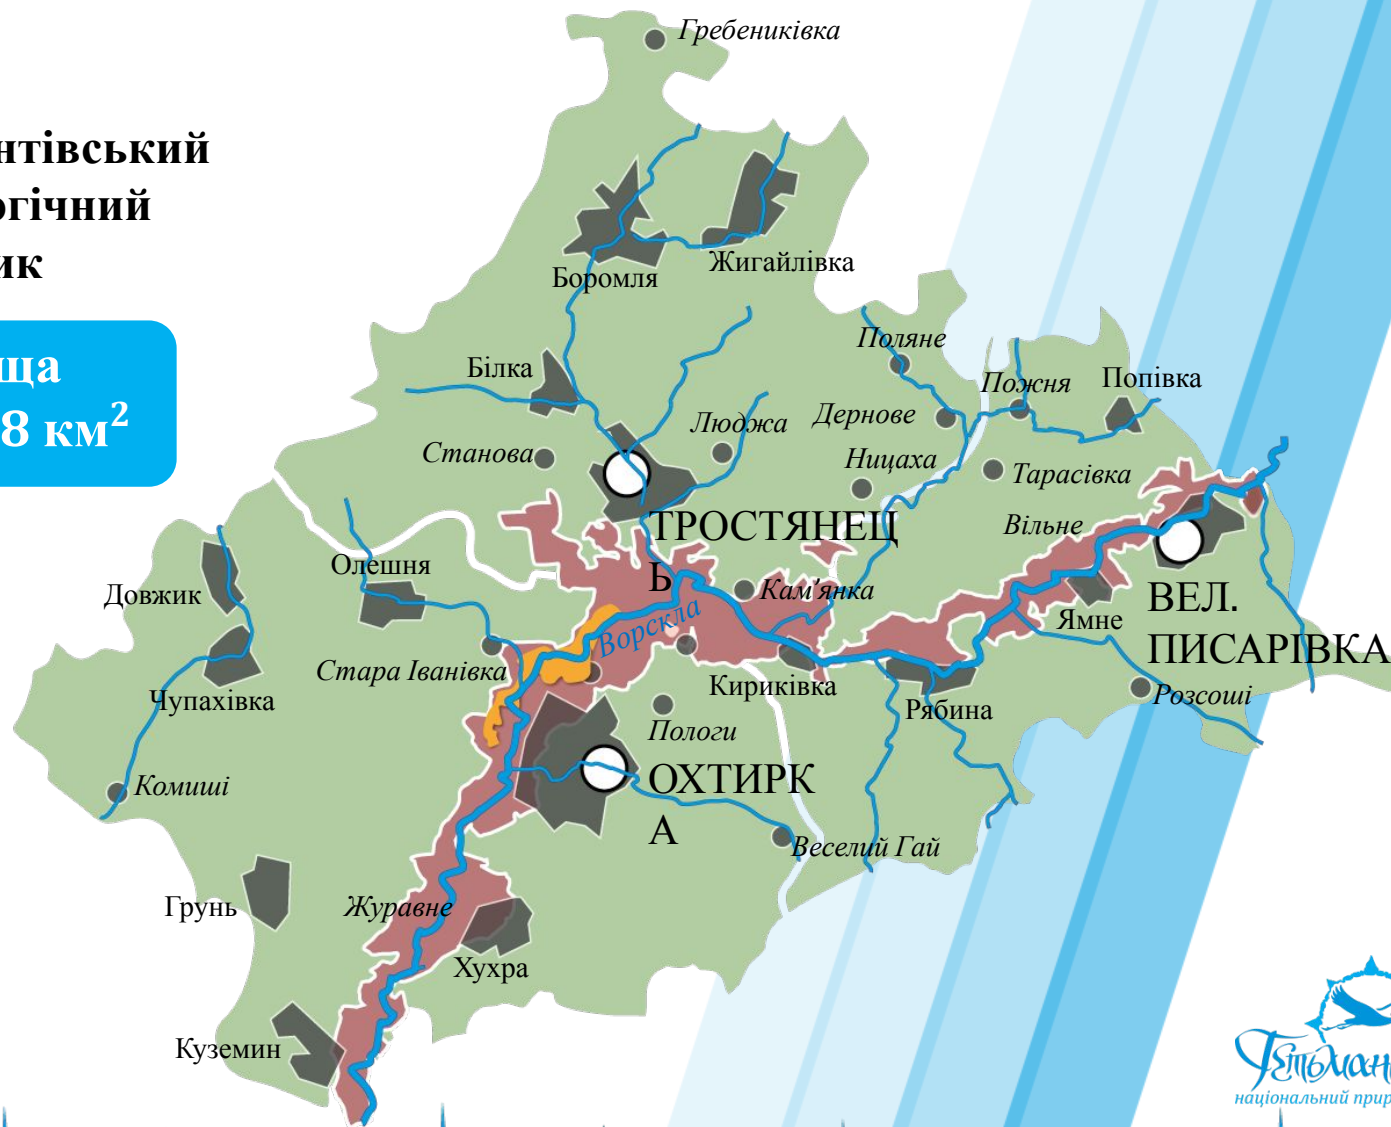 Гребениківка
нтівський
огічний
ик
Жигайлівка
Боромля
ща
8 км²
Поляне
Білка
Пожня
Попівка
Люджа
Дернове
Станова
Ницаха
Тарасівка
ТРОСТЯНЕЦ
Ь
Вільне
Олешня
Кам'янка
Довжик
ВЕЛ.
ПИСАРІВКА
Ямне
Ворскла
Стара Іванівка
Кириківка
Чупахівка
Рябина
Розсоші
Пологи
ОХТИРК
А
Комиші
Веселий Гай
Грунь
Журавне
Хухра
Куземин
Гетьман
національний прир